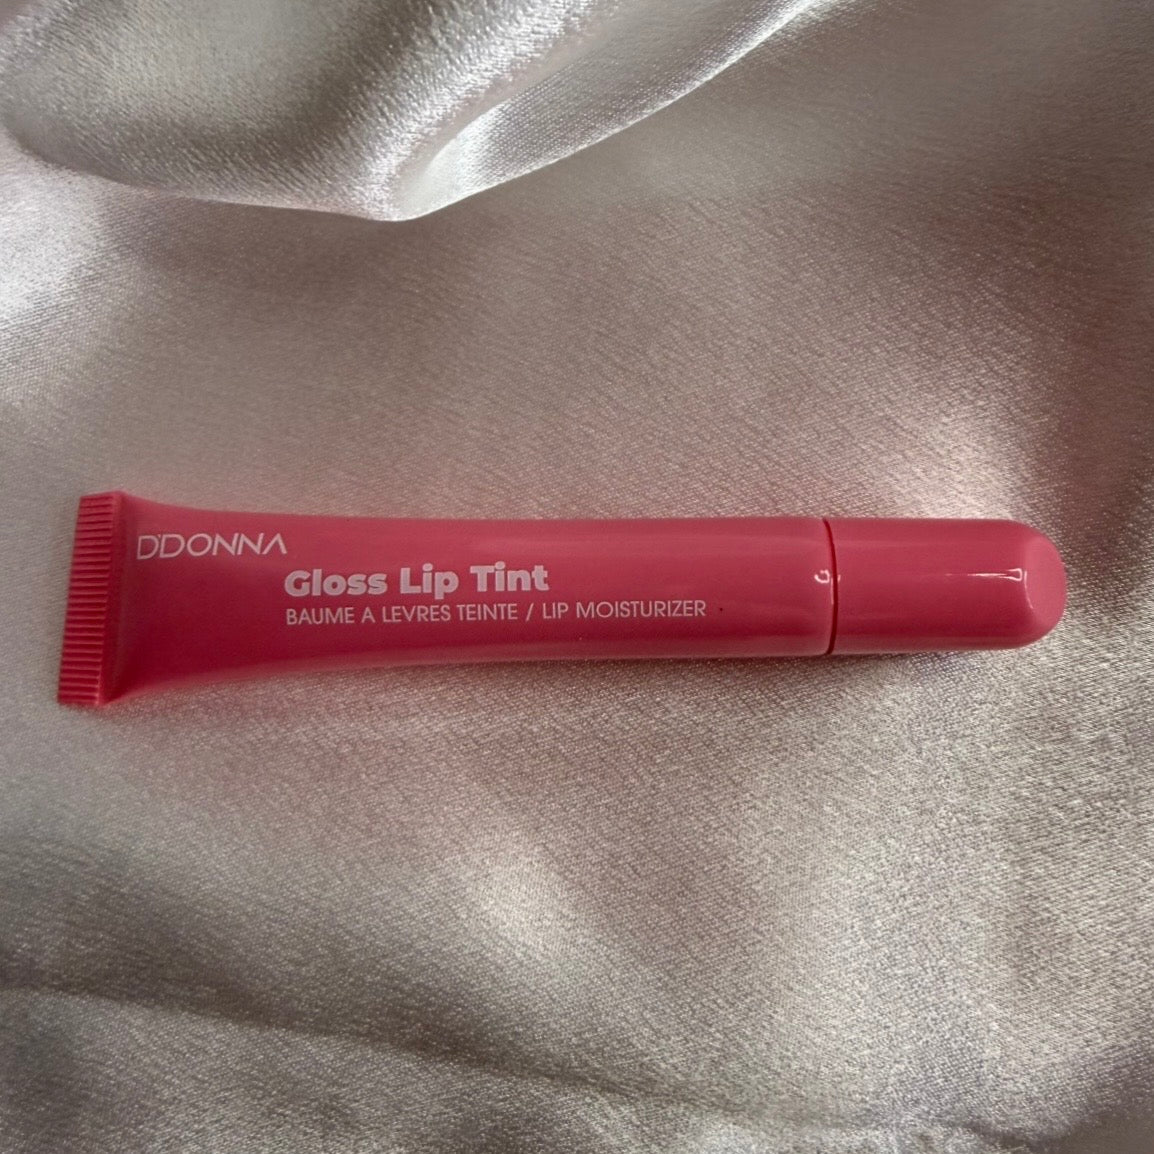 D'DONNA
Gloss Lip Tint
BAUME A LEVRES TEINTE / LIP MOISTURIZER